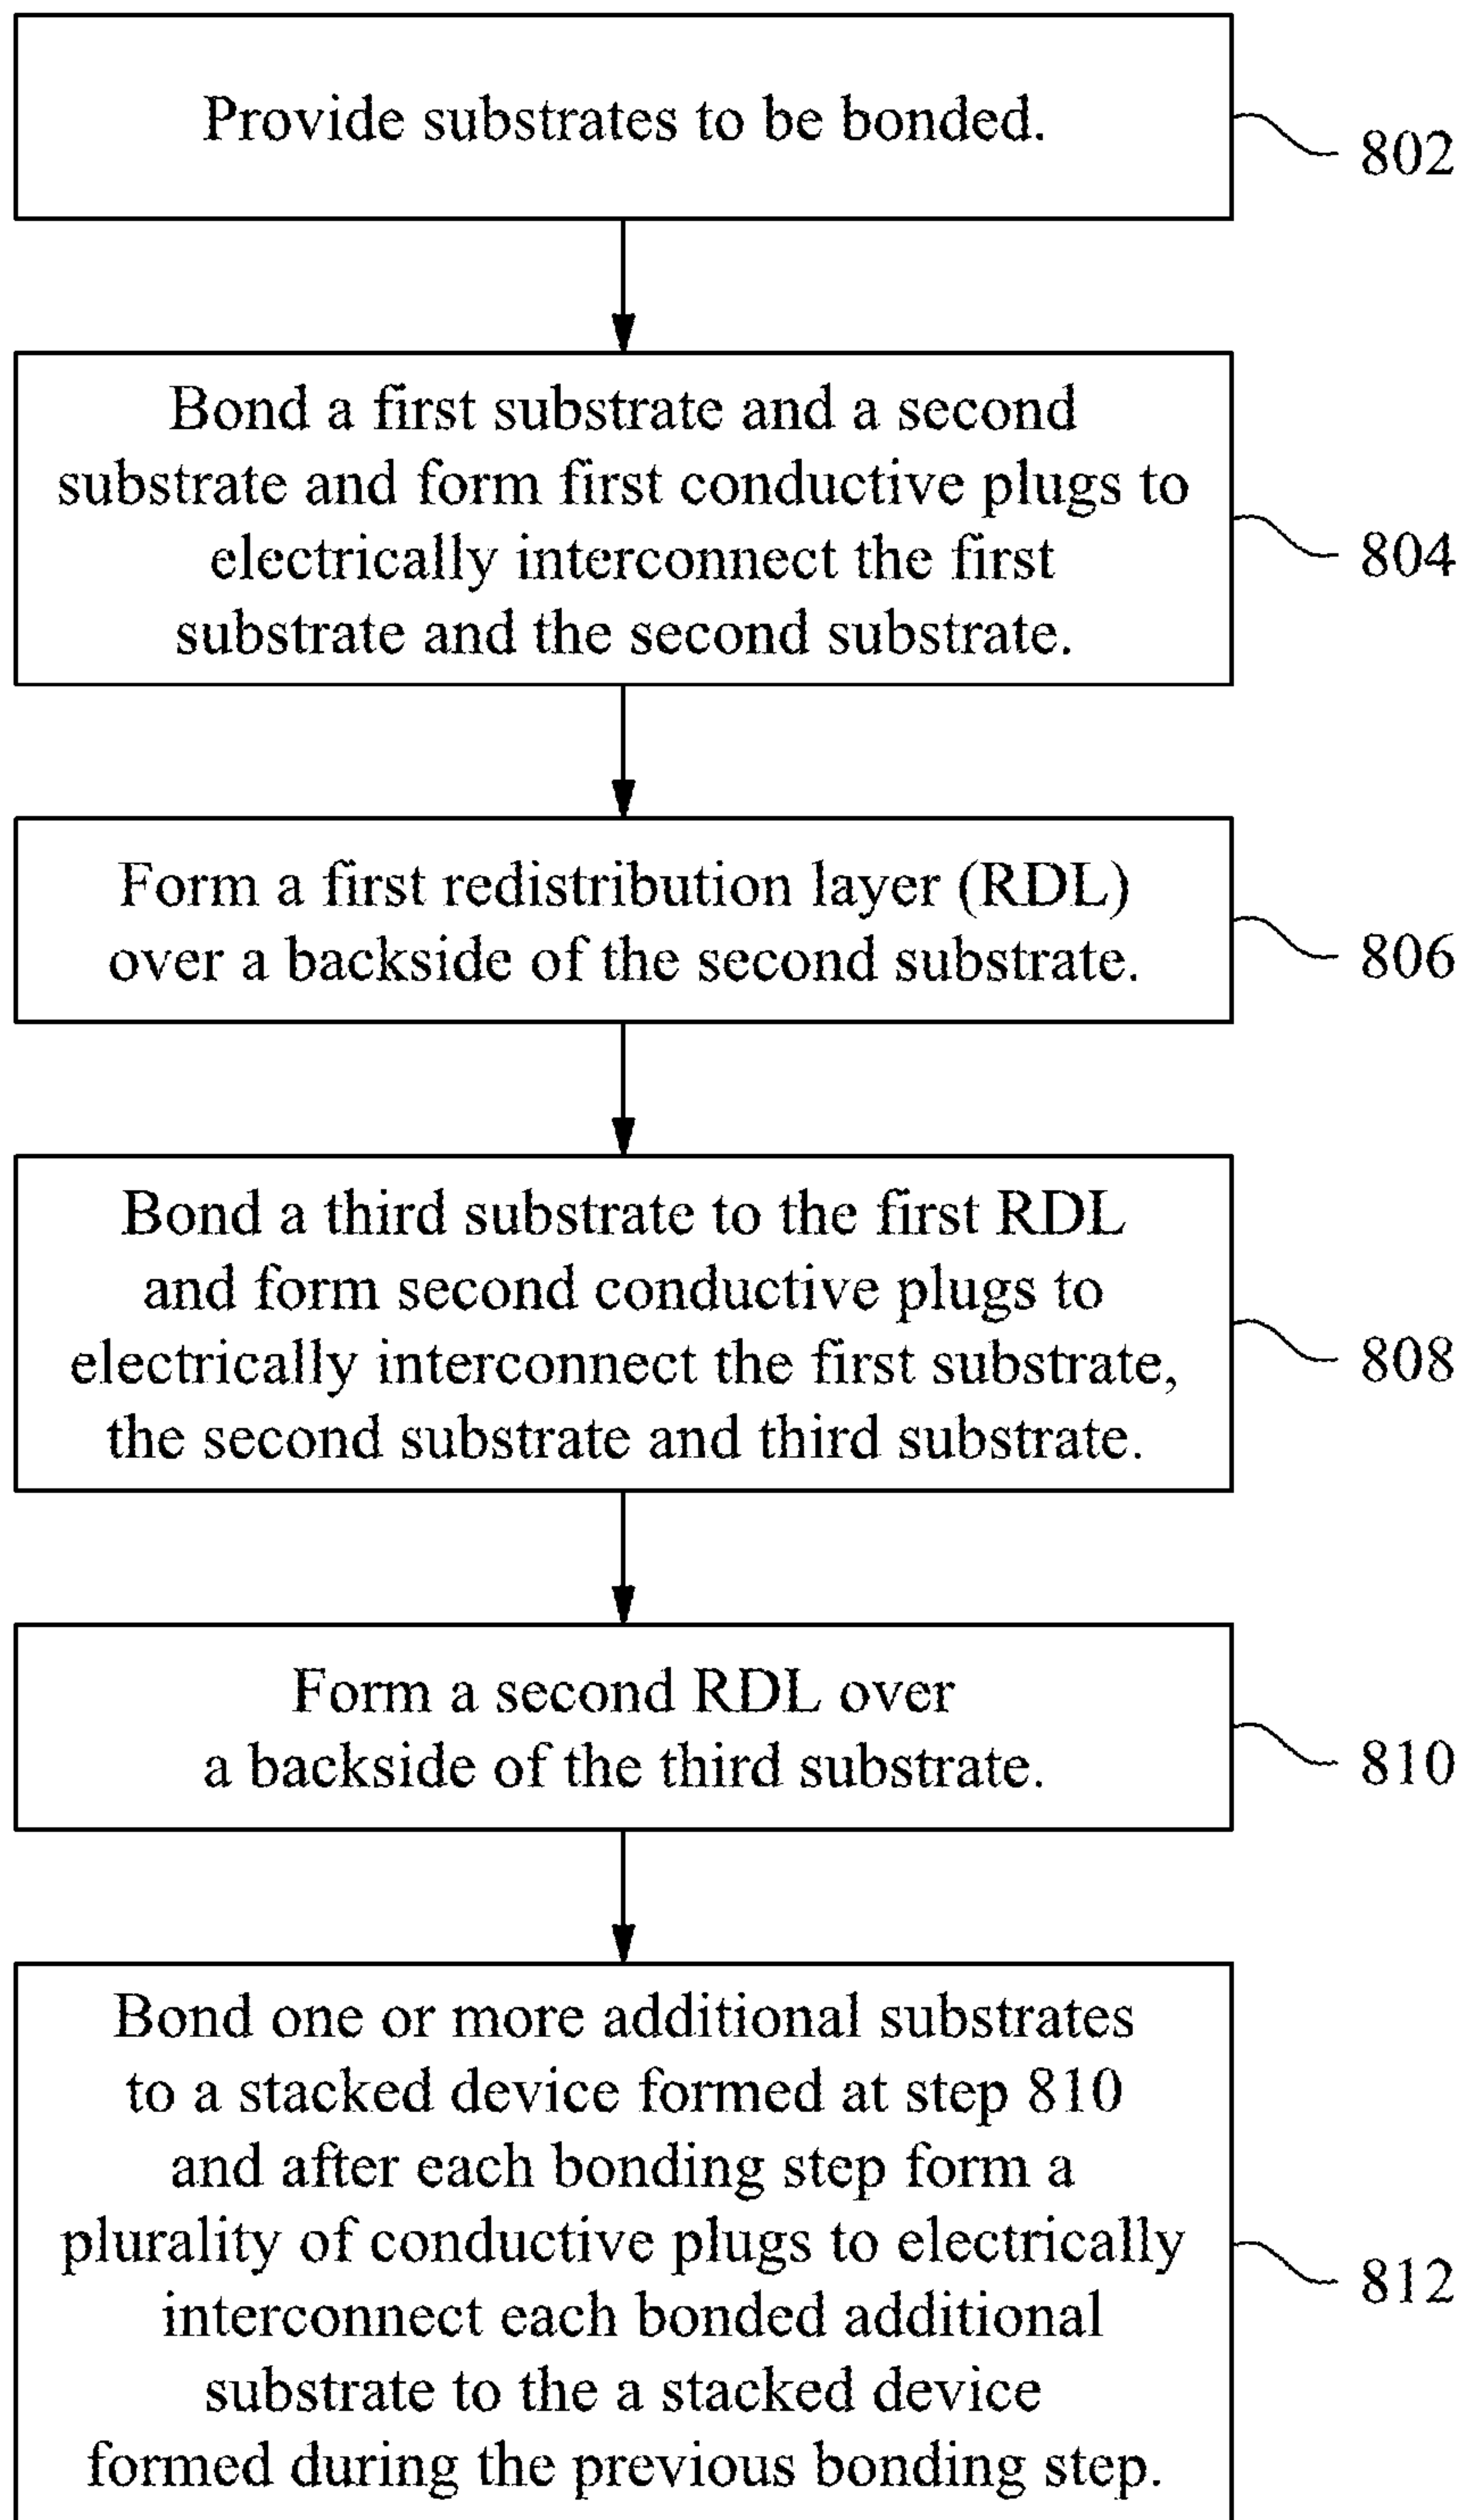 Provide substrates to be bonded.
802
Bond a first substrate and a second
substrate and form first conductive plugs to
electrically interconnect the first
substrate and the second substrate.
804
Form a first redistribution layer (RDL)
over a backside of the second substrate.
806
Bond a third substrate to the first RDL
and form second conductive plugs to
electrically interconnect the first substrate,
the second substrate and third substrate.
808
Form a second RDL over
a backside of the third substrate.
810
Bond one or more additional substrates
to a stacked device formed at step 810
and after each bonding step form a
plurality of conductive plugs to electrically
interconnect each bonded additional
substrate to the a stacked device
formed during the previous bonding step.
812